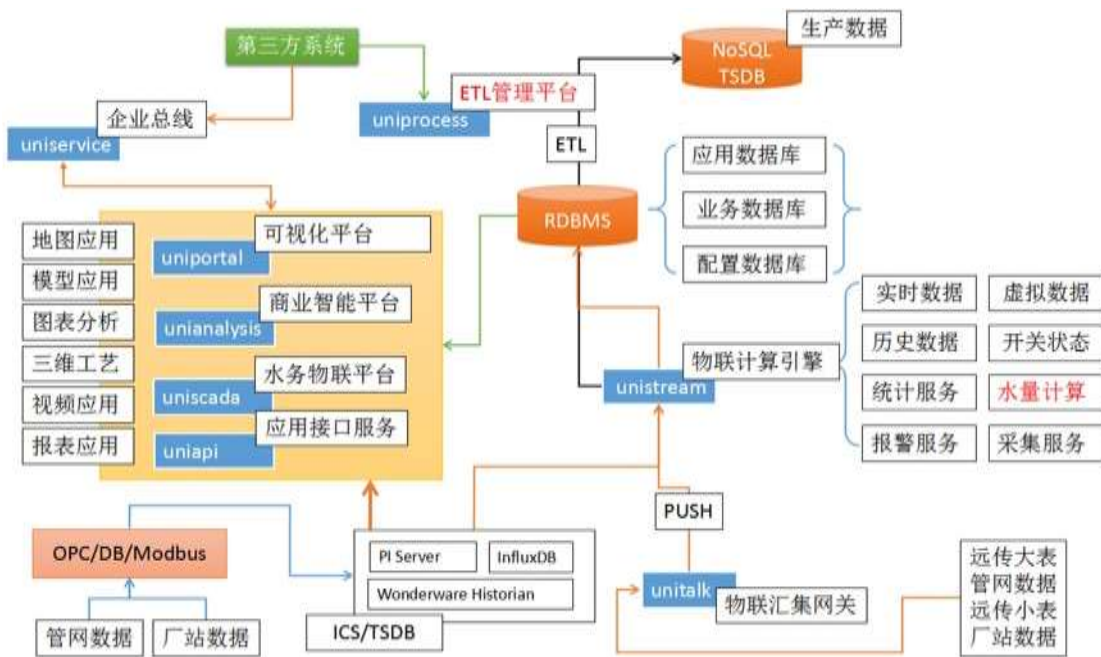 第三方系统
生产数据
NoSQL
TSDB
ETL管理平台
uniprocess
企业总线
uniservice
ETL
应用数据库
业务数据库
配置数据库
RDBMS
可视化平台
uniportal
商业智能平台
unianalysis
水务物联平台
uniscada
应用接口服务
uniapi
地图应用
模型应用
图表分析
三维工艺
视频应用
报表应用
物联计算引擎
unistream
实时数据
虚拟数据
历史数据
开关状态
统计服务
水量计算
报警服务
采集服务
PUSH
OPC/DB/Modbus
管网数据
厂站数据
PI Server
InfluxDB
Wonderware Historian
ICS/TSDB
unitalk
物联汇集网关
远传大表
管网数据
远传小表
厂站数据